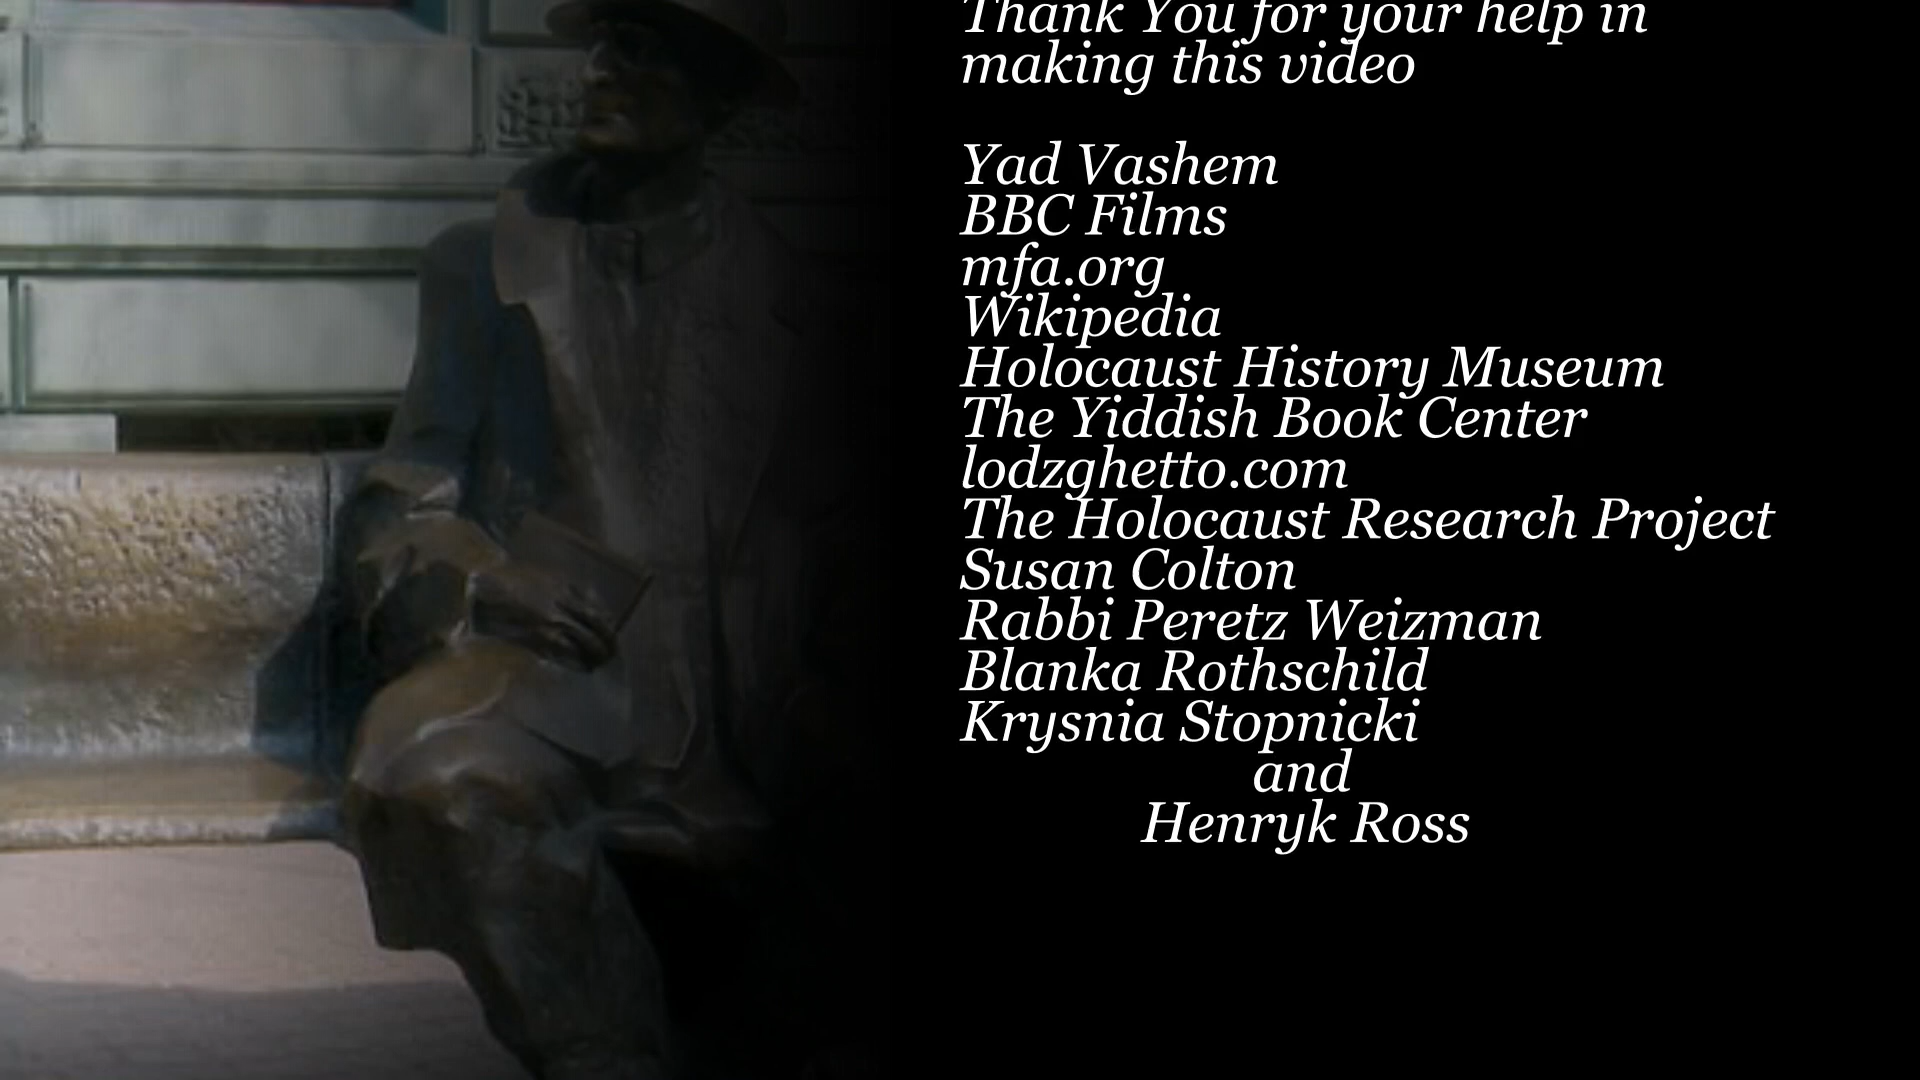 Thank You for your help in
making this video
Yad Vashem
BBC Films
mfa.org
Wikipedia
Holocaust History Museum
The Yiddish Book Center
lodzghetto.com
The Holocaust Research Project
Susan Colton
Rabbi Peretz Weizman
Blanka Rothschild
Krysnia Stopnicki
and
Henryk Ross